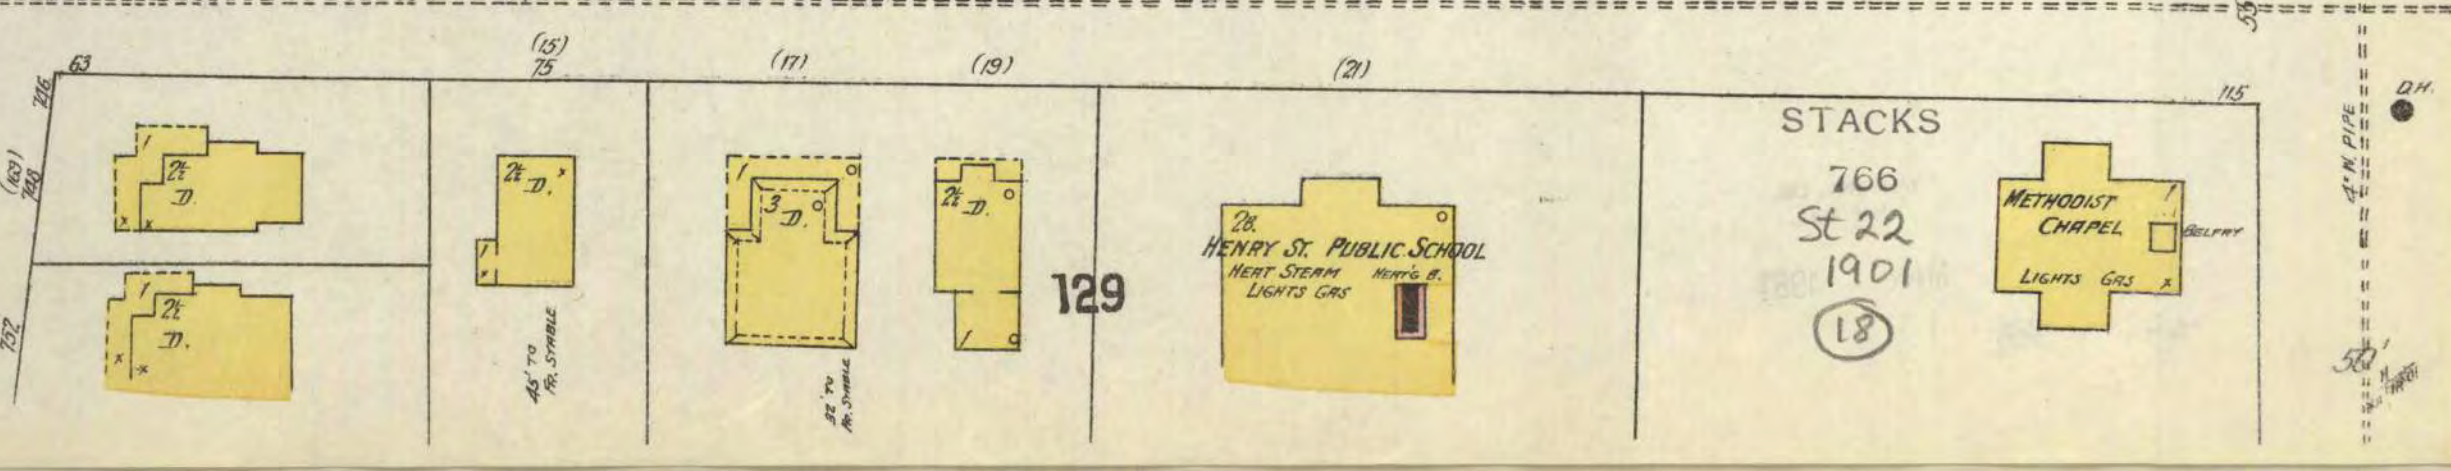 55
63
(15)
75
(17)
(19)
(21)
115
746
(169)
748
752
1
2½
D.
x x
1
2½
D.
x x
2½ x
D.
1
x
45' TO
FR. STABLE
1
3
D.
32' TO
FR. STABLE
2½
D.
1
129
2B.
HENRY ST. PUBLIC SCHOOL
HEAT STEAM HEAT'G B.
LIGHTS GAS
STACKS
766
St 22
1901
18
METHODIST 1
CHAPEL
BELFRY
LIGHTS GAS x
4" W. PIPE
D.H.
50'